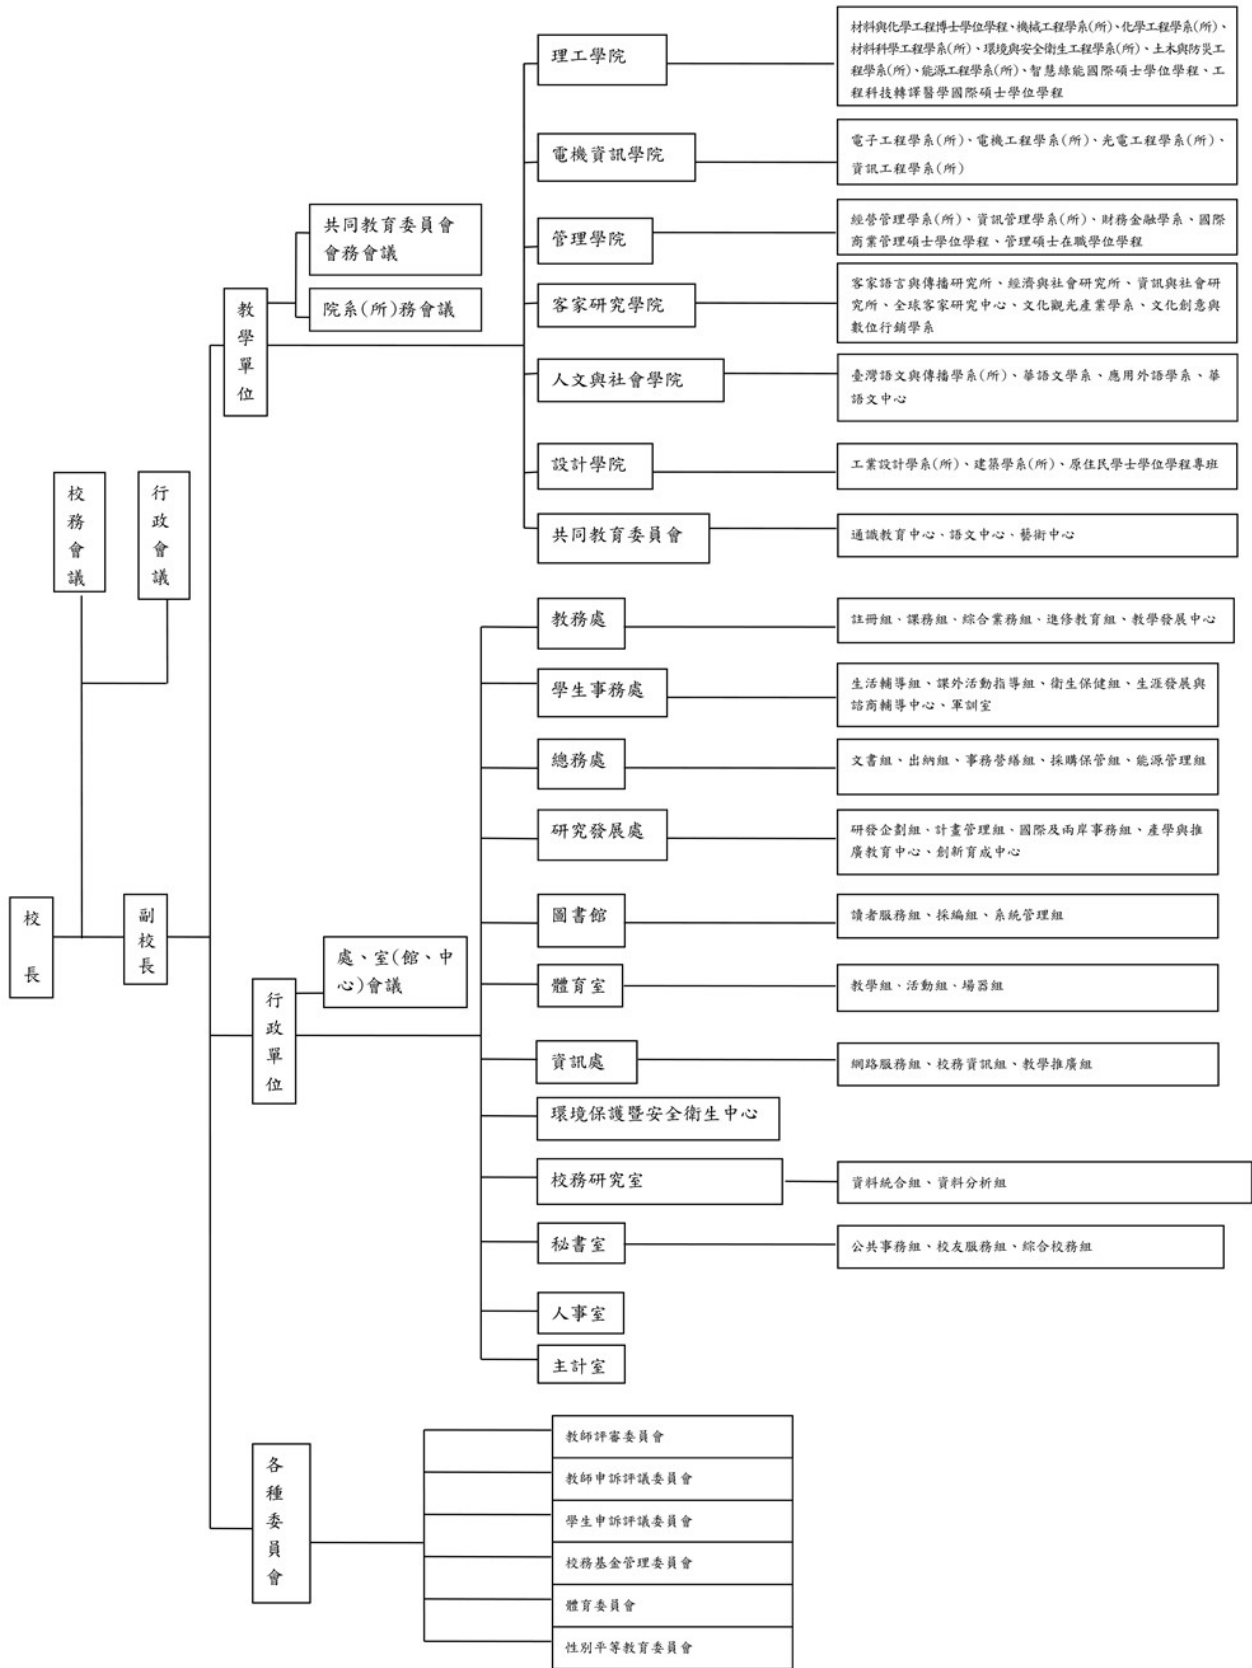 校長
副校長
校務會議
行政會議
教學單位
共同教育委員會
會務會議
院系(所)務會議
理工學院
材料與化學工程博士學位學程、機械工程學系(所)、化學工程學系(所)、
材料科學工程學系(所)、環境與安全衛生工程學系(所)、土木與防災工
程學系(所)、能源工程學系(所)、智慧綠能國際碩士學位學程、工
程科技轉譯醫學國際碩士學位學程
電機資訊學院
電子工程學系(所)、電機工程學系(所)、光電工程學系(所)、
資訊工程學系(所)
管理學院
經營管理學系(所)、資訊管理學系(所)、財務金融學系、國際
商業管理碩士學位學程、管理碩士在職學位學程
客家研究學院
客家語言與傳播研究所、經濟與社會研究所、資訊與社會研
究所、全球客家研究中心、文化觀光產業學系、文化創意與
數位行銷學系
人文與社會學院
臺灣語文與傳播學系(所)、華語文學系、應用外語學系、華
語文中心
設計學院
工業設計學系(所)、建築學系(所)、原住民學士學位學程專班
共同教育委員會
通識教育中心、語文中心、藝術中心
行政單位
處、室(館、中
心)會議
教務處
註冊組、課務組、綜合業務組、進修教育組、教學發展中心
學生事務處
生活輔導組、課外活動指導組、衛生保健組、生涯發展與
諮商輔導中心、軍訓室
總務處
文書組、出納組、事務營繕組、採購保管組、能源管理組
研究發展處
研發企劃組、計畫管理組、國際及兩岸事務組、產學與推
廣教育中心、創新育成中心
圖書館
讀者服務組、採編組、系統管理組
體育室
教學組、活動組、場器組
資訊處
網路服務組、校務資訊組、教學推廣組
環境保護暨安全衛生中心
校務研究室
資料統合組、資料分析組
秘書室
公共事務組、校友服務組、綜合校務組
人事室
主計室
各種委員會
教師評審委員會
教師申訴評議委員會
學生申訴評議委員會
校務基金管理委員會
體育委員會
性別平等教育委員會